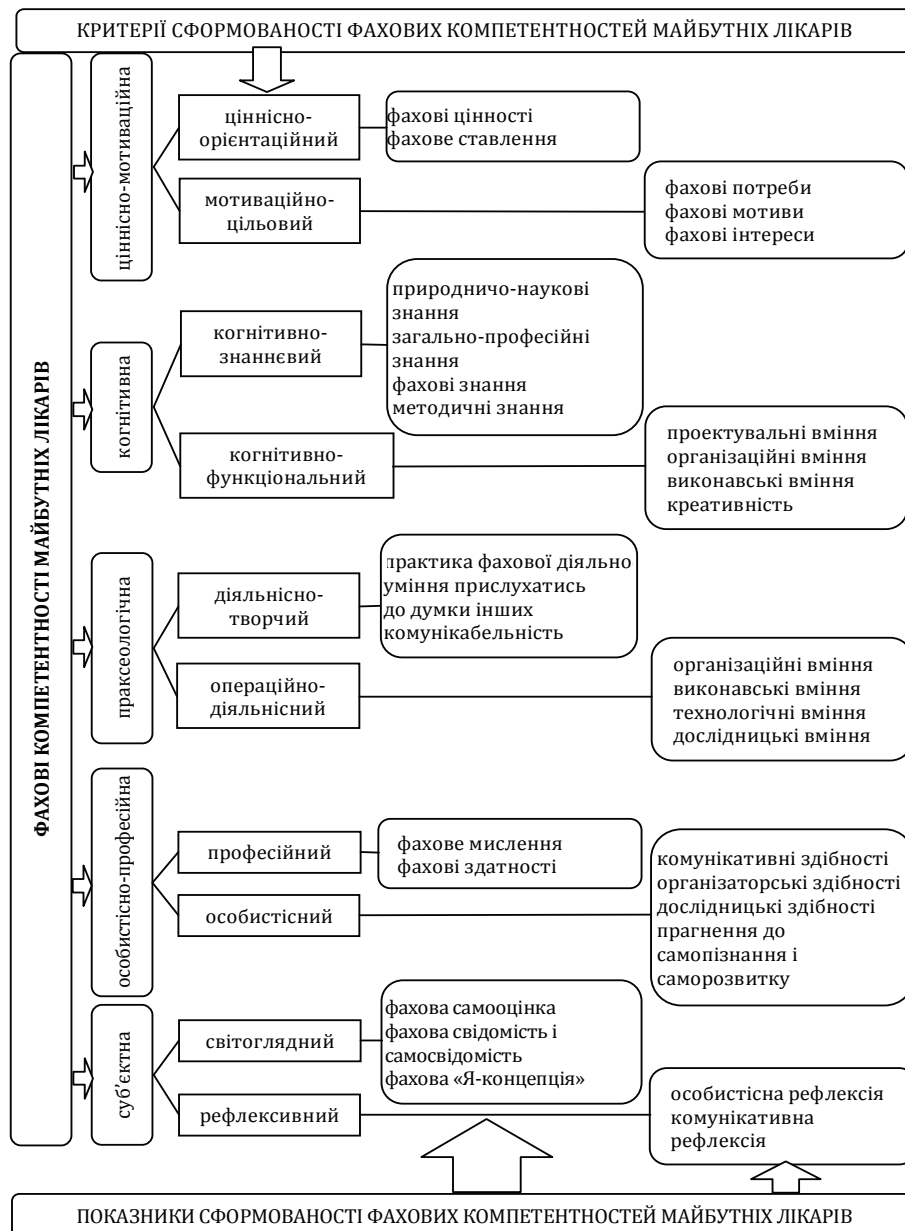 КРИТЕРІЇ СФОРМОВАНОСТІ ФАХОВИХ КОМПЕТЕНТНОСТЕЙ МАЙБУТНІХ ЛІКАРІВ
ФАХОВІ КОМПЕТЕНТНОСТІ МАЙБУТНІХ ЛІКАРІВ
ціннісно-мотиваційна
ціннісно-
орієнтаційний
фахові цінності
фахове ставлення
мотиваційно-
цільовий
фахові потреби
фахові мотиви
фахові інтереси
когнітивна
когнітивно-
знаннєвий
природничо-наукові
знання
загально-професійні
знання
фахові знання
методичні знання
когнітивно-
функціональний
проектувальні вміння
організаційні вміння
виконавські вміння
креативність
праксеологічна
діяльнісно-
творчий
практика фахової діяльно
уміння прислухатись
до думки інших
комунікабельність
операційно-
діяльнісний
організаційні вміння
виконавські вміння
технологічні вміння
дослідницькі вміння
особистісно-професійна
професійний
фахове мислення
фахові здатності
особистісний
комунікативні здібності
організаторські здібності
дослідницькі здібності
прагнення до
самопізнання і
саморозвитку
суб’єктна
світоглядний
фахова самооцінка
фахова свідомість і
самосвідомість
фахова «Я-концепція»
рефлексивний
особистісна рефлексія
комунікативна
рефлексія
ПОКАЗНИКИ СФОРМОВАНОСТІ ФАХОВИХ КОМПЕТЕНТНОСТЕЙ МАЙБУТНІХ ЛІКАРІВ